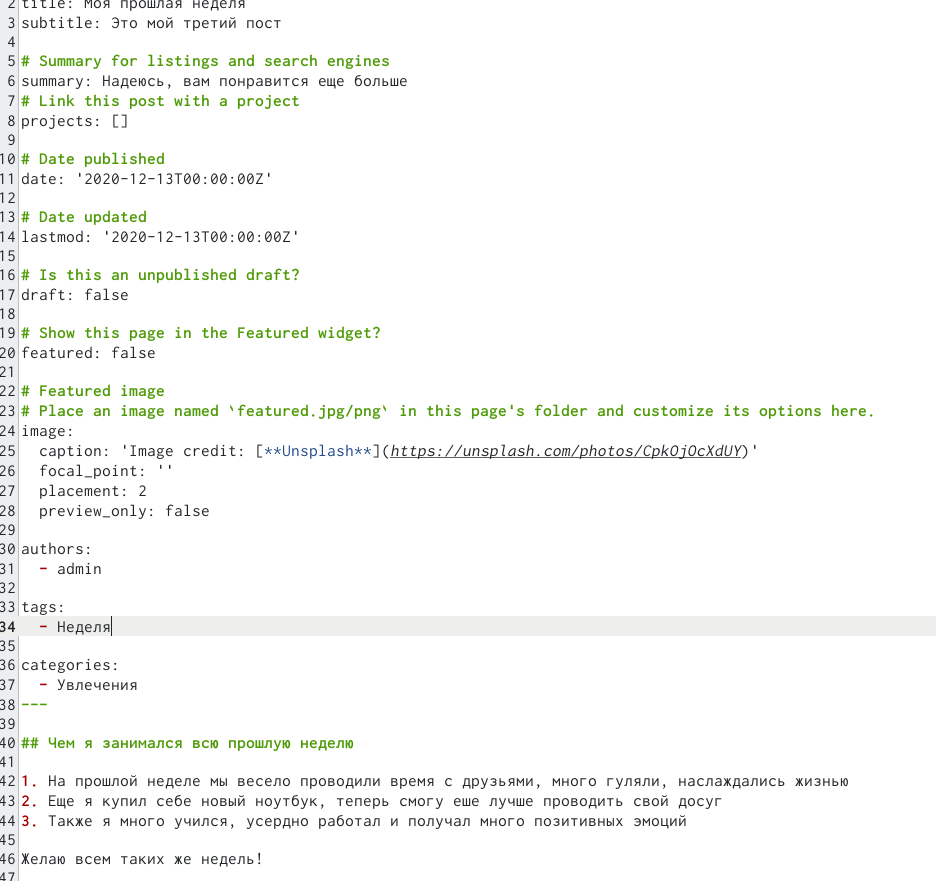 2 title: Моя прошлая неделя
3 subtitle: Это мой третий пост
4
5 # Summary for listings and search engines
6 summary: Надеюсь, вам понравится еще больше
7 # Link this post with a project
8 projects: []
9
10 # Date published
11 date: '2020-12-13T00:00:00Z'
12
13 # Date updated
14 lastmod: '2020-12-13T00:00:00Z'
15
16 # Is this an unpublished draft?
17 draft: false
18
19 # Show this page in the Featured widget?
20 featured: false
21
22 # Featured image
23 # Place an image named `featured.jpg/png` in this page's folder and customize its options here.
24 image:
25   caption: 'Image credit: [**Unsplash**](https://unsplash.com/photos/CpkOjOcXdUY)'
26   focal_point: ''
27   placement: 2
28   preview_only: false
29
30 authors:
31   - admin
32
33 tags:
34   - Неделя
35
36 categories:
37   - Увлечения
38 ---
39
40 ## Чем я занимался всю прошлую неделю
41
42 1. На прошлой неделе мы весело проводили время с друзьями, много гуляли, наслаждались жизнью
43 2. Еще я купил себе новый ноутбук, теперь смогу еше лучше проводить свой досуг
44 3. Также я много учился, усердно работал и получал много позитивных эмоций
45
46 Желаю всем таких же недель!
47